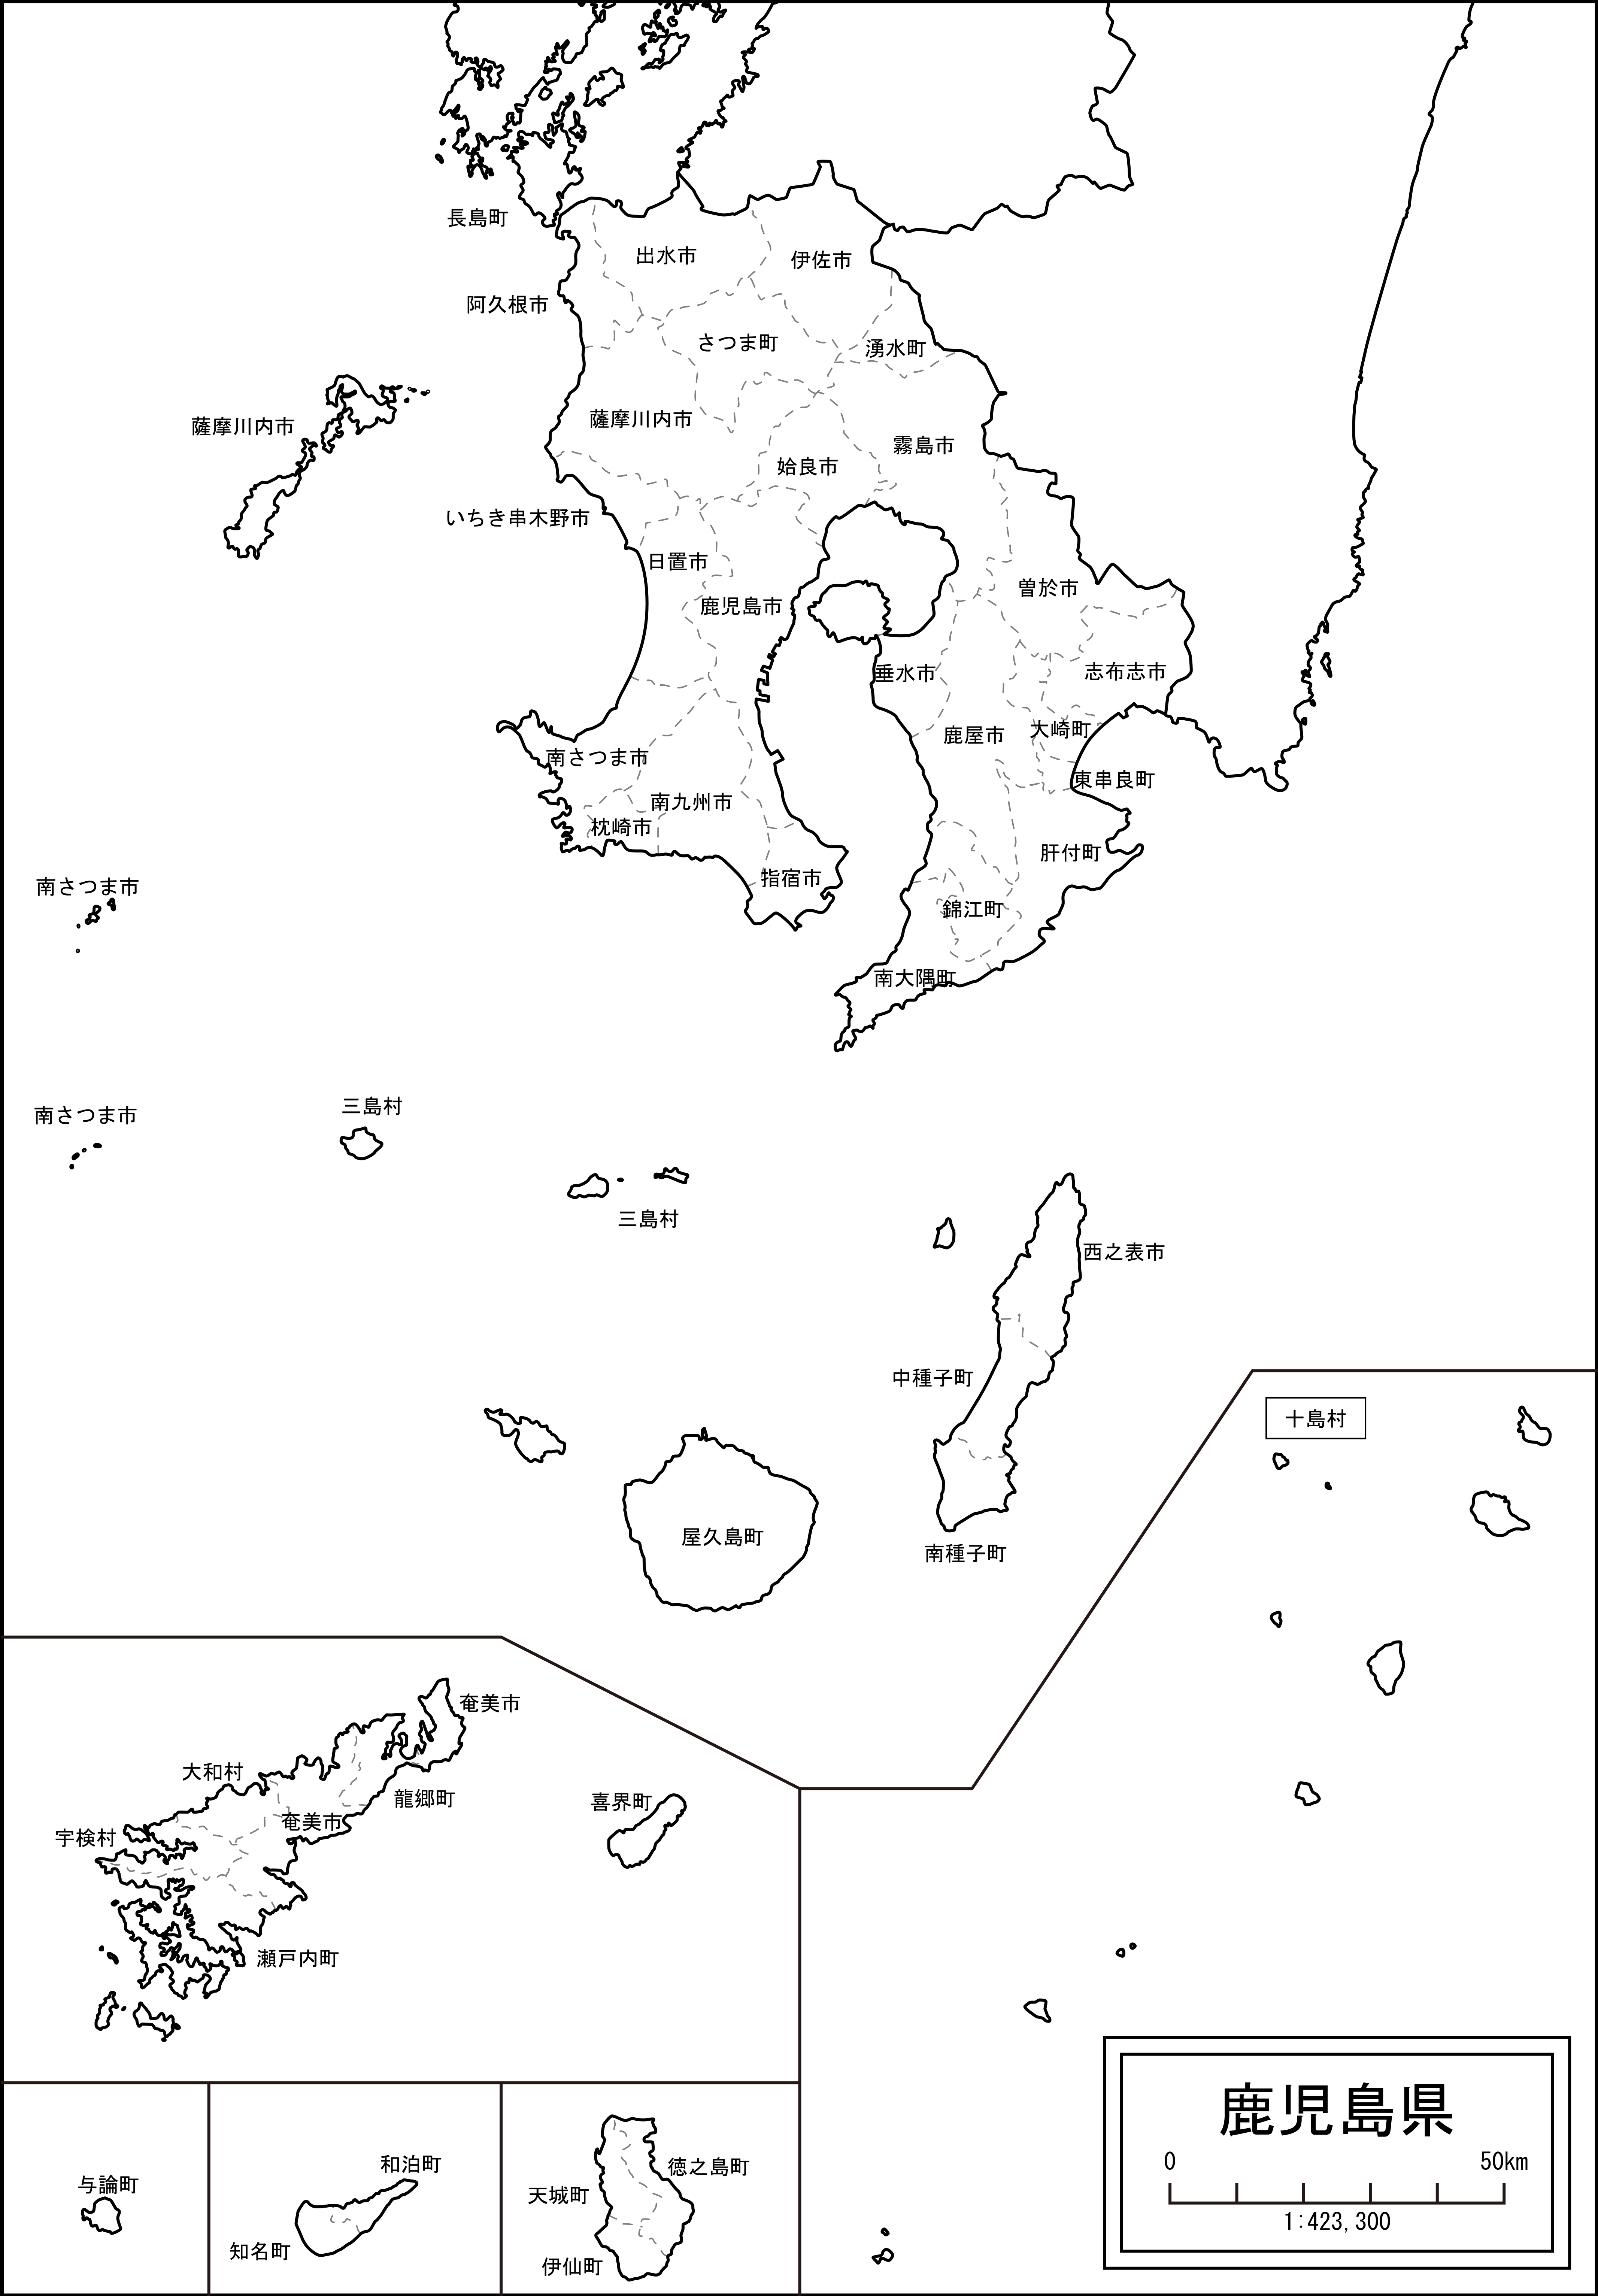 長島町
出水市
伊佐市
阿久根市
さつま町
湧水町
薩摩川内市
薩摩川内市
霧島市
姶良市
いちき串木野市
日置市
曽於市
鹿児島市
垂水市
志布志市
鹿屋市
大崎町
南さつま市
東串良町
南九州市
枕崎市
肝付町
指宿市
南さつま市
錦江町
南大隅町
三島村
南さつま市
三島村
西之表市
中種子町
十島村
屋久島町
南種子町
奄美市
大和村
龍郷町
喜界町
奄美市
宇検村
瀬戸内町
与論町
和泊町
知名町
徳之島町
天城町
伊仙町
鹿児島県
0 50km
1:423,300